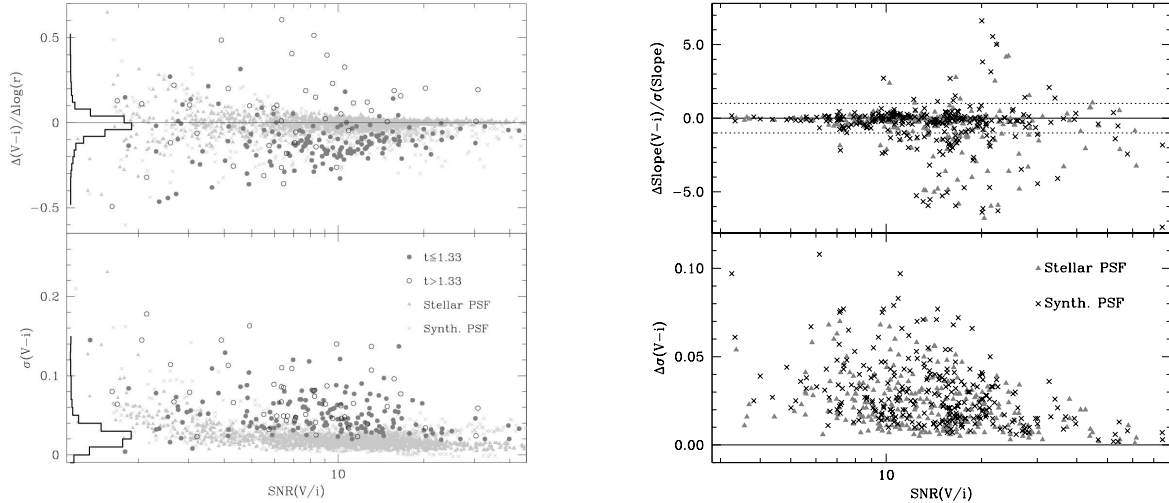 0.5
0
−0.5
Δ(V−i)/Δlog(r)
0.2
0.1
0
σ(V−i)
t≦1.33
t>1.33
Stellar PSF
Synth. PSF
10
SNR(V/i)
5.0
0.0
−5.0
ΔSlope(V−i)/σ(Slope)
0.10
0.05
0.00
Δσ(V−i)
Stellar PSF
Synth. PSF
10
SNR(V/i)